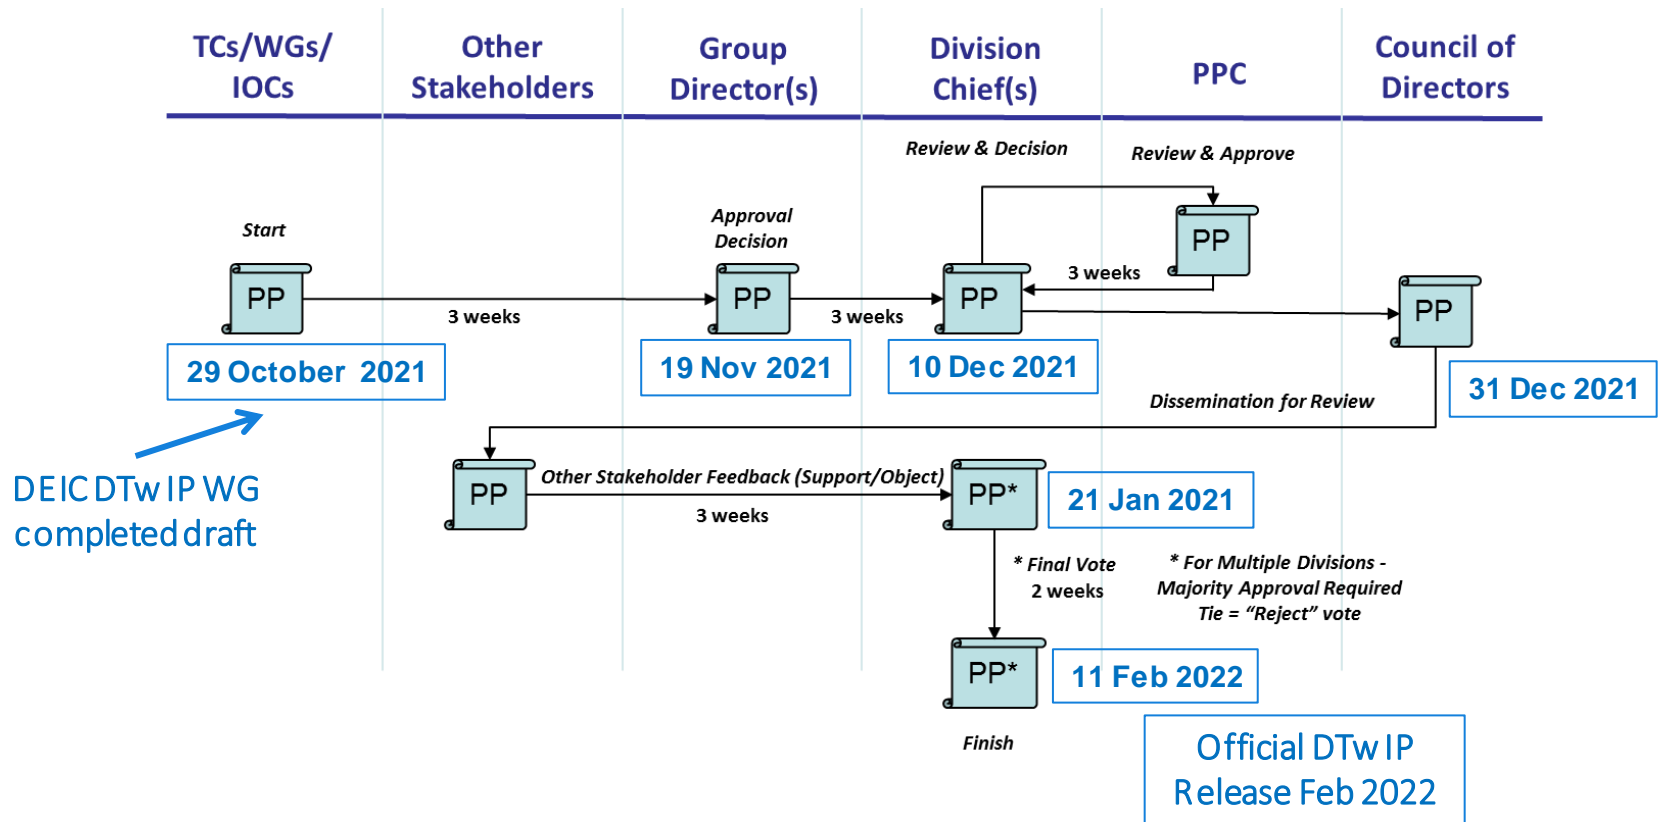 TCs/WGs/
IOCs
Other
Stakeholders
Group
Director(s)
Division
Chief(s)
PPC
Council of
Directors
Review & Decision
Review & Approve
Start
Approval
Decision
PP
PP
PP
PP
PP
3 weeks
3 weeks
3 weeks
29 October 2021
19 Nov 2021
10 Dec 2021
31 Dec 2021
Dissemination for Review
DEIC DTw IP WG
completed draft
PP
Other Stakeholder Feedback (Support/Object)
3 weeks
PP*
21 Jan 2021
* Final Vote
2 weeks
* For Multiple Divisions -
Majority Approval Required
Tie = “Reject” vote
PP*
11 Feb 2022
Finish
Official DTw IP
Release Feb 2022